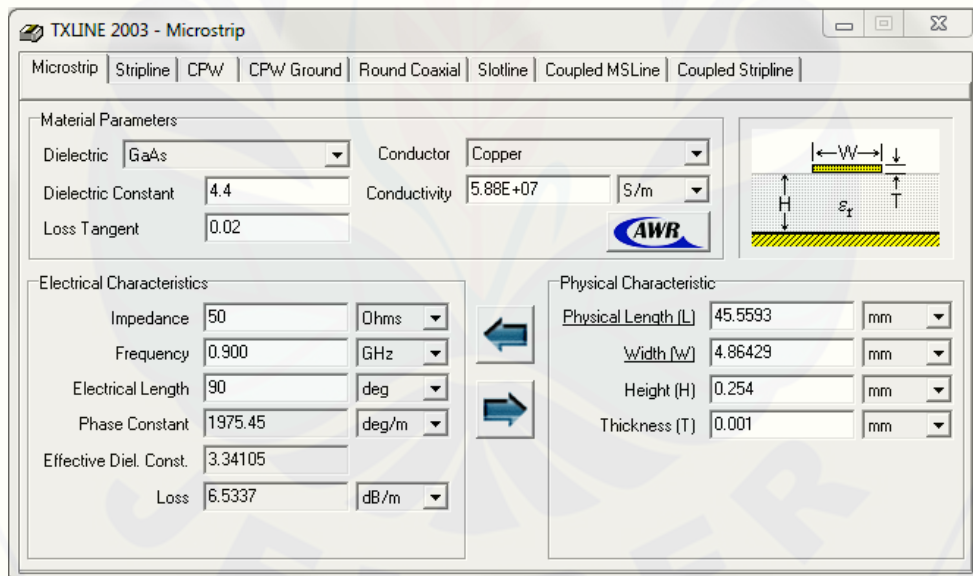 TXLINE 2003 - Microstrip
Microstrip Stripline CPW CPW Ground Round Coaxial Slotline Coupled MSLine Coupled Stripline
Material Parameters
Dielectric GaAs Conductor Copper
Dielectric Constant 4.4 Conductivity 5.88E+07 S/m
Loss Tangent 0.02 AWR
W
H εr T
Electrical Characteristics
Impedance 50 Ohms
Frequency 0.900 GHz
Electrical Length 90 deg
Phase Constant 1975.45 deg/m
Effective Diel. Const. 3.34105
Loss 6.5337 dB/m
Physical Characteristic
Physical Length (L) 45.5593 mm
Width (W) 4.86429 mm
Height (H) 0.254 mm
Thickness (T) 0.001 mm